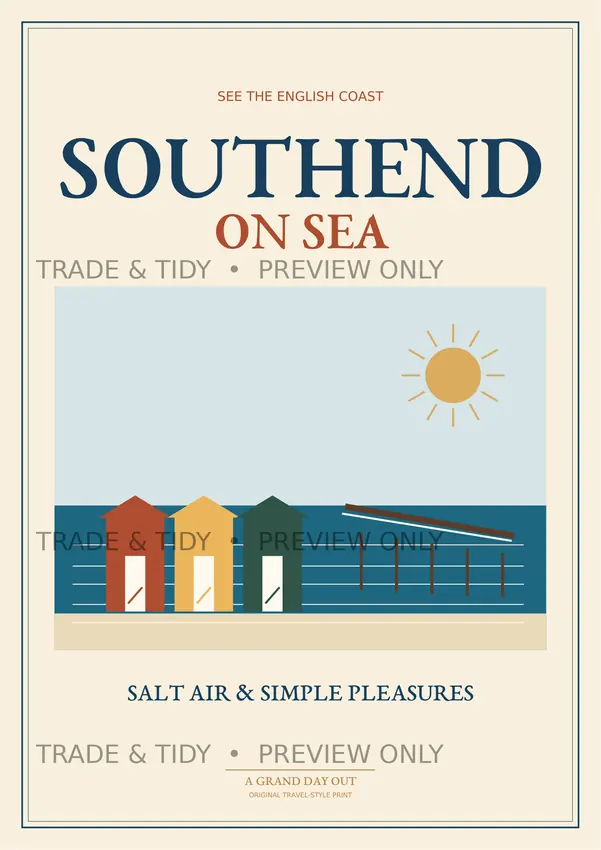 SEE THE ENGLISH COAST
SOUTHEND
ON SEA
TRADE & TIDY • PREVIEW ONLY
TRADE & TIDY • PREVIEW ONLY
SALT AIR & SIMPLE PLEASURES
TRADE & TIDY • PREVIEW ONLY
A GRAND DAY OUT
ORIGINAL TRAVEL-STYLE PRINT